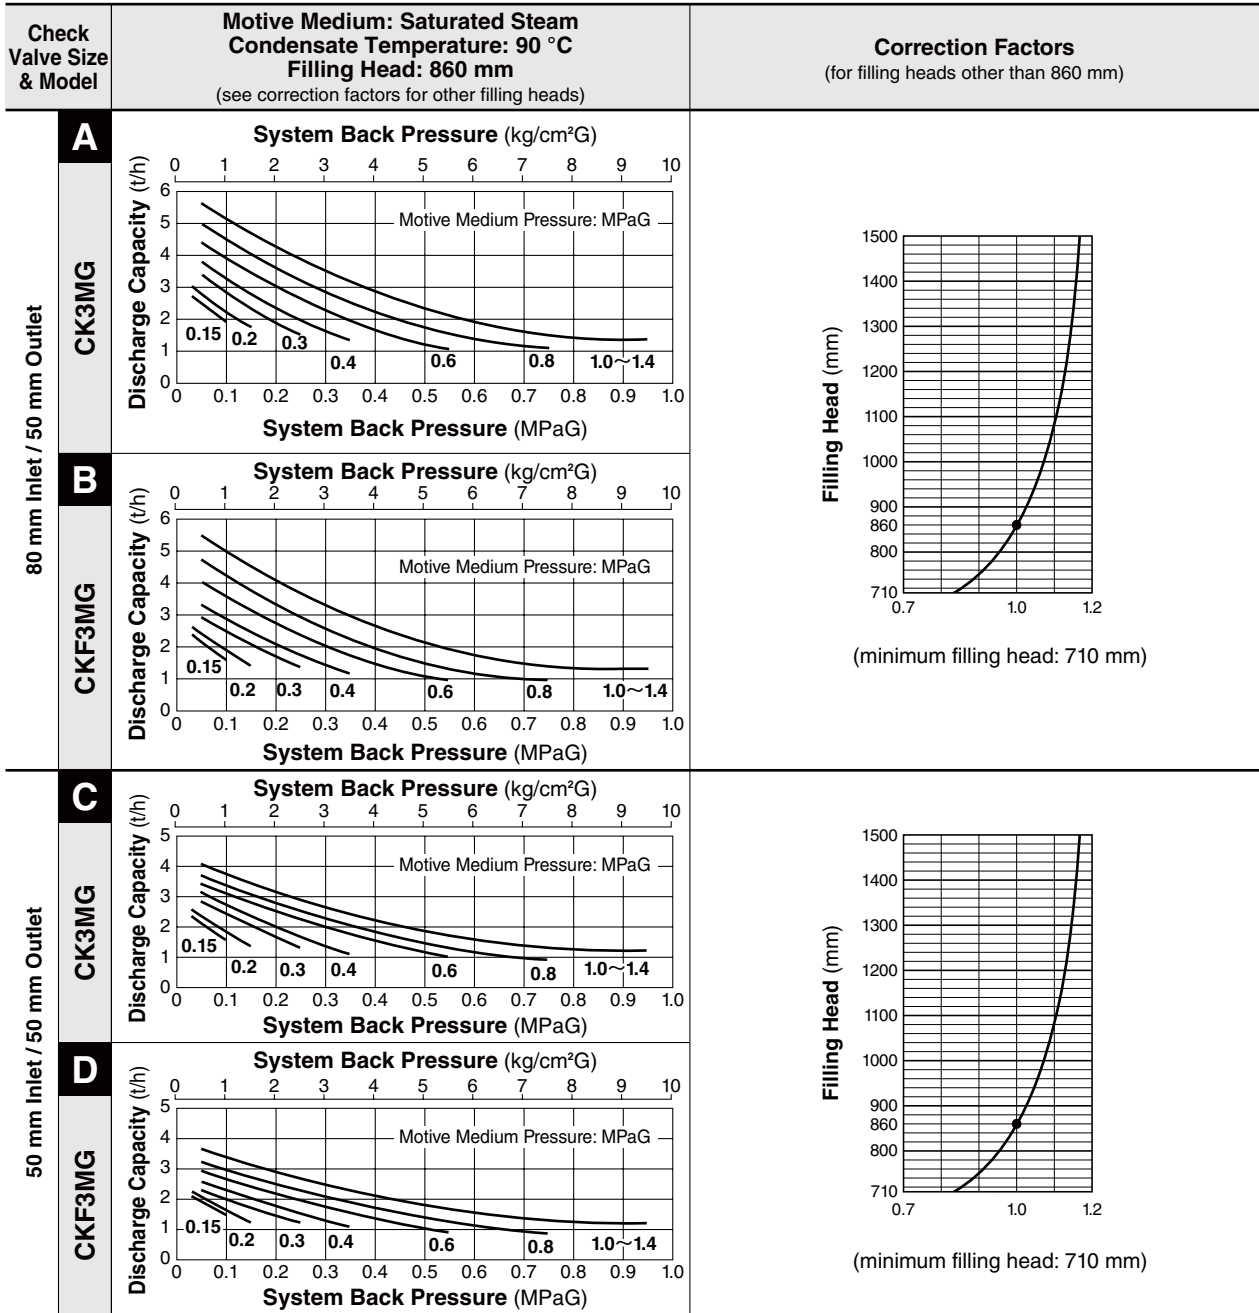 Check
Valve Size
& Model
Motive Medium: Saturated Steam
Condensate Temperature: 90 °C
Filling Head: 860 mm
(see correction factors for other filling heads)
Correction Factors
(for filling heads other than 860 mm)
80 mm Inlet / 50 mm Outlet
A
CK3MG
System Back Pressure (kg/cm²G)
0 1 2 3 4 5 6 7 8 9 10
Discharge Capacity (t/h)
6
5
4
3
2
1
0
Motive Medium Pressure: MPaG
0.15 0.2 0.3 0.4 0.6 0.8 1.0~1.4
0 0.1 0.2 0.3 0.4 0.5 0.6 0.7 0.8 0.9 1.0
System Back Pressure (MPaG)
B
CKF3MG
System Back Pressure (kg/cm²G)
0 1 2 3 4 5 6 7 8 9 10
Discharge Capacity (t/h)
6
5
4
3
2
1
0
Motive Medium Pressure: MPaG
0.15 0.2 0.3 0.4 0.6 0.8 1.0~1.4
0 0.1 0.2 0.3 0.4 0.5 0.6 0.7 0.8 0.9 1.0
System Back Pressure (MPaG)
Filling Head (mm)
1500
1400
1300
1200
1100
1000
900
860
800
710
0.7 1.0 1.2
(minimum filling head: 710 mm)
50 mm Inlet / 50 mm Outlet
C
CK3MG
System Back Pressure (kg/cm²G)
0 1 2 3 4 5 6 7 8 9 10
Discharge Capacity (t/h)
5
4
3
2
1
0
Motive Medium Pressure: MPaG
0.15 0.2 0.3 0.4 0.6 0.8 1.0~1.4
0 0.1 0.2 0.3 0.4 0.5 0.6 0.7 0.8 0.9 1.0
System Back Pressure (MPaG)
D
CKF3MG
System Back Pressure (kg/cm²G)
0 1 2 3 4 5 6 7 8 9 10
Discharge Capacity (t/h)
5
4
3
2
1
0
Motive Medium Pressure: MPaG
0.15 0.2 0.3 0.4 0.6 0.8 1.0~1.4
0 0.1 0.2 0.3 0.4 0.5 0.6 0.7 0.8 0.9 1.0
System Back Pressure (MPaG)
Filling Head (mm)
1500
1400
1300
1200
1100
1000
900
860
800
710
0.7 1.0 1.2
(minimum filling head: 710 mm)